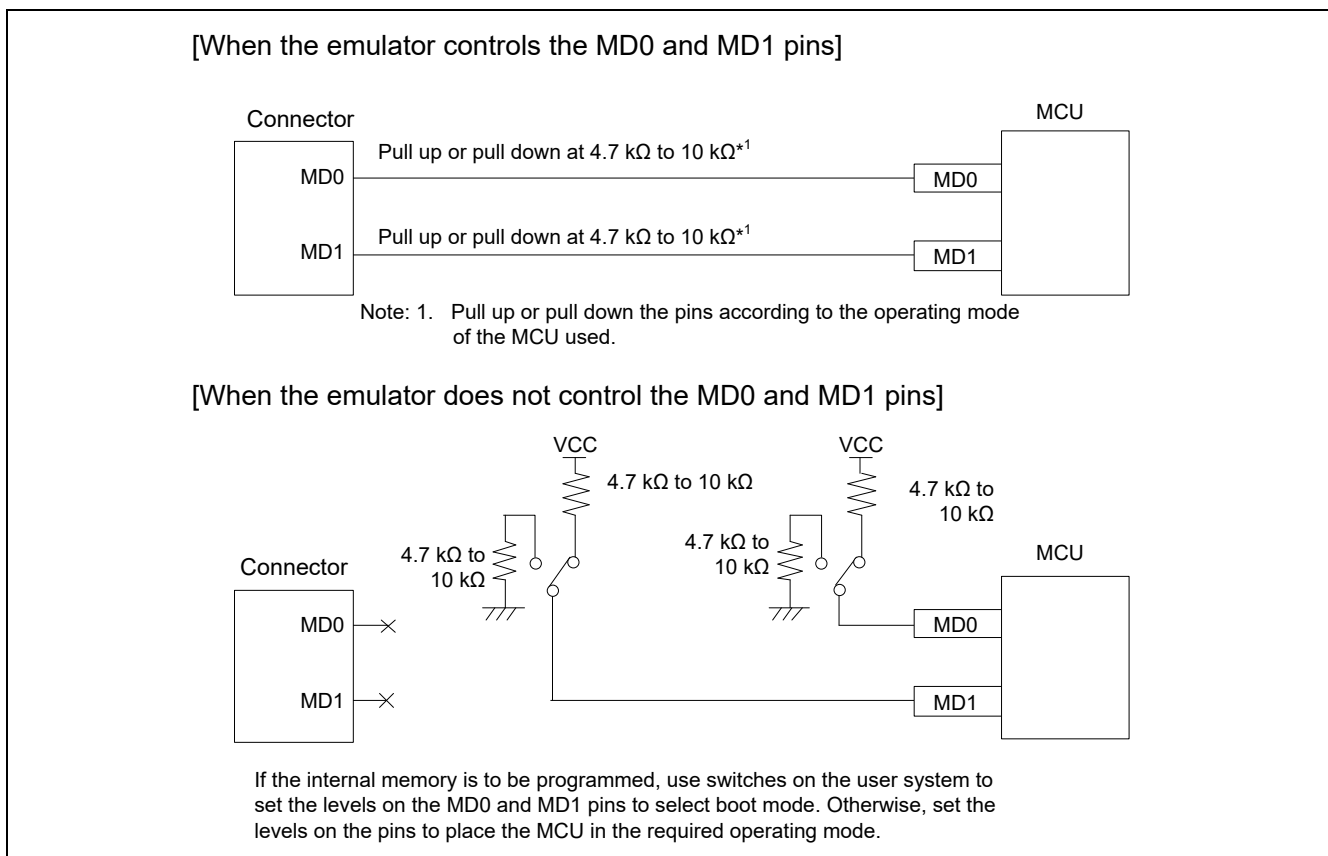 [When the emulator controls the MD0 and MD1 pins]
Connector
MCU
Pull up or pull down at 4.7 kΩ to 10 kΩ*1
MD0
MD0
Pull up or pull down at 4.7 kΩ to 10 kΩ*1
MD1
MD1
Note: 1. Pull up or pull down the pins according to the operating mode
of the MCU used.
[When the emulator does not control the MD0 and MD1 pins]
VCC
VCC
4.7 kΩ to 10 kΩ
4.7 kΩ to
10 kΩ
4.7 kΩ to
10 kΩ
4.7 kΩ to
10 kΩ
Connector
MCU
MD0
MD0
MD1
MD1
If the internal memory is to be programmed, use switches on the user system to
set the levels on the MD0 and MD1 pins to select boot mode. Otherwise, set the
levels on the pins to place the MCU in the required operating mode.